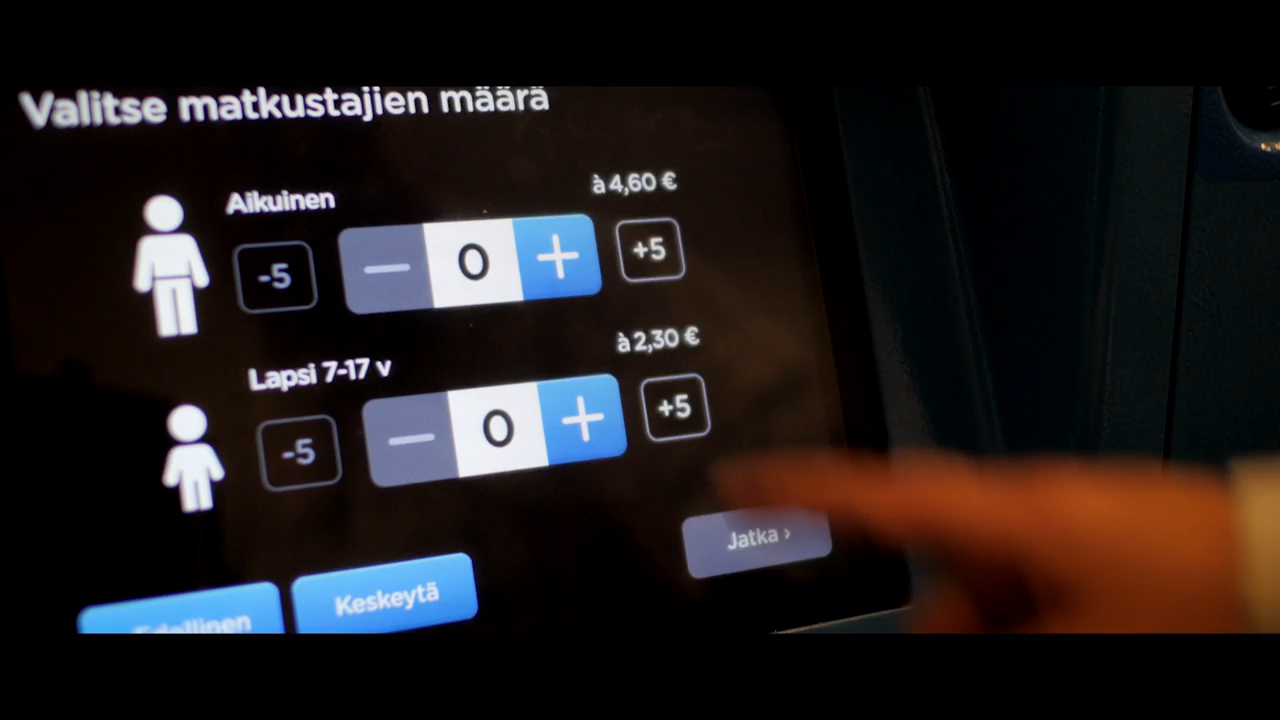 Valitse matkustajien määrä
Aikuinen
à 4,60 €
-5
0
+
+5
Lapsi 7-17 v
à 2,30 €
-5
0
+
+5
Jatka ›
Edellinen
Keskeytä